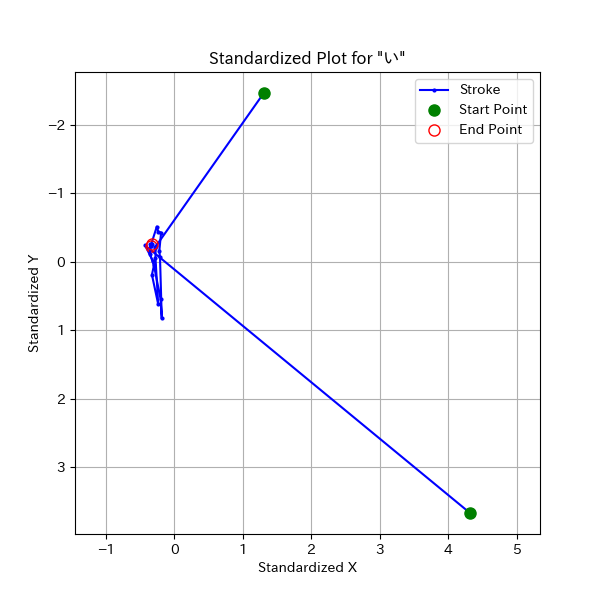 Standardized Plot for "い"
Stroke
Start Point
End Point
−2
−1
0
1
2
3
Standardized Y
−1 0 1 2 3 4 5
Standardized X